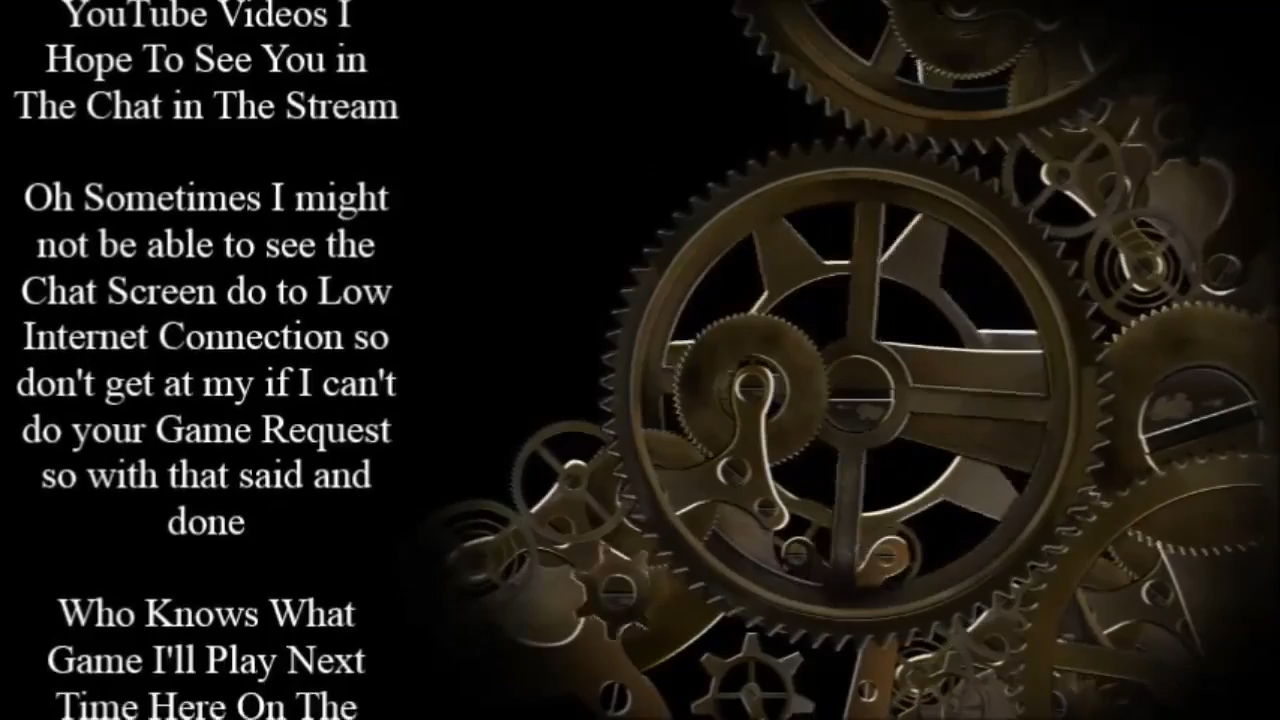 YouTube Videos I
Hope To See You in
The Chat in The Stream
Oh Sometimes I might
not be able to see the
Chat Screen do to Low
Internet Connection so
don't get at my if I can't
do your Game Request
so with that said and
done
Who Knows What
Game I'll Play Next
Time Here On The